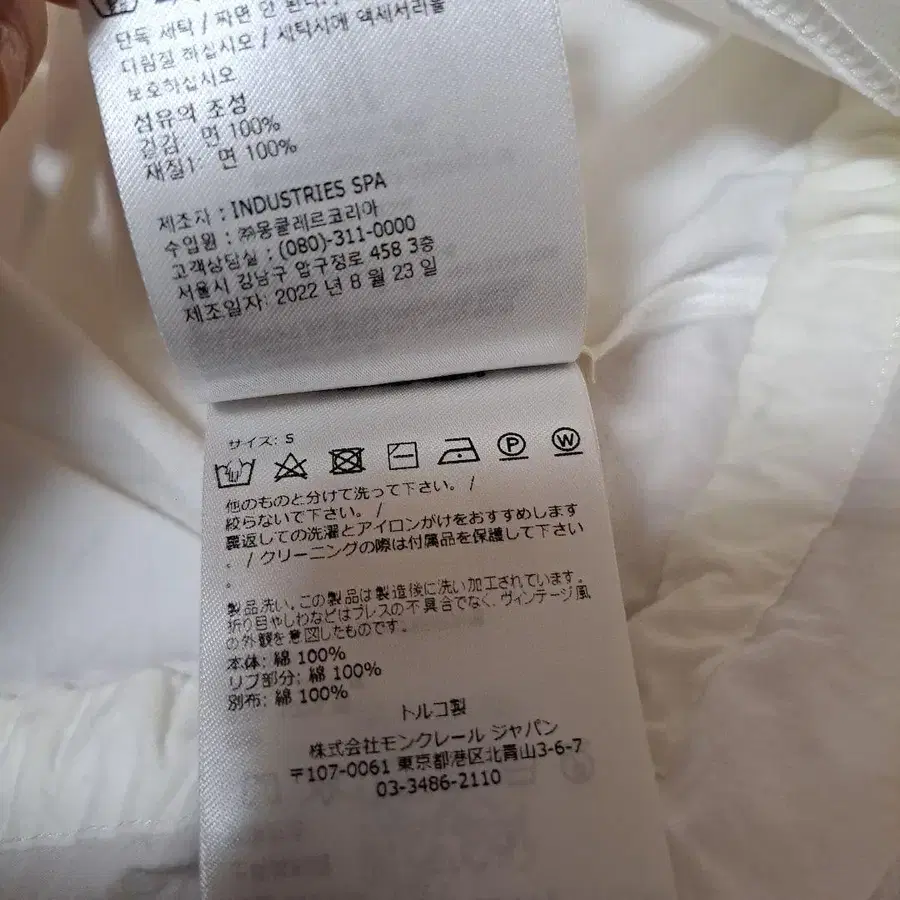 단독 세탁 / 짜면 안 된다. /
다림질 하십시오 / 세탁시에 액세서리를
보호하십시오
섬유의 조성
겉감: 면 100%
재질1: 면 100%
제조자 : INDUSTRIES SPA
수입원 : ㈜몽클레르코리아
고객상담실 : (080)-311-0000
서울시 강남구 압구정로 458 3층
제조일자: 2022 년 8 월 23 일
サイズ: S
P
W
他のものと分けて洗って下さい。 /
絞らないで下さい。 /
裏返しての洗濯とアイロンがけをおすすめします
。/ クリーニングの際は付属品を保護して下さい
。
製品洗い。この製品は製造後に洗い加工されています。
折り目やしわなどはプレスの不具合でなく、ヴィンテージ風
の外観を意図したものです。
本体: 綿 100%
リブ部分: 綿 100%
別布: 綿 100%
トルコ製
株式会社モンクレール ジャパン
〒107-0061 東京都港区北青山3-6-7
03-3486-2110